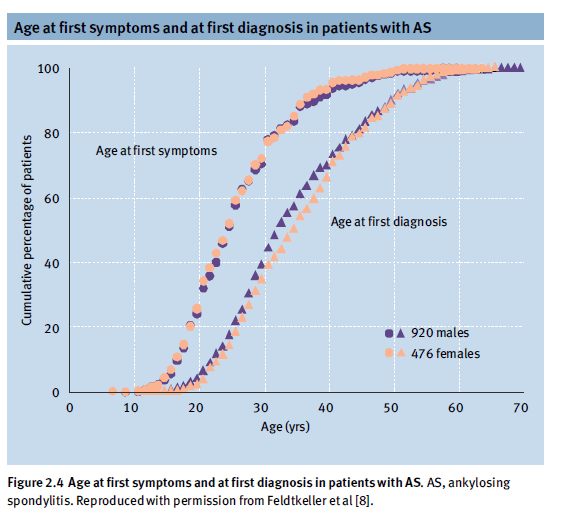 Age at first symptoms and at first diagnosis in patients with AS
100
80
60
40
20
0
Cumulative percentage of patients
Age at first symptoms
Age at first diagnosis
920 males
476 females
0 10 20 30 40 50 60 70
Age (yrs)
Figure 2.4 Age at first symptoms and at first diagnosis in patients with AS. AS, ankylosing
spondylitis. Reproduced with permission from Feldtkeller et al [8].